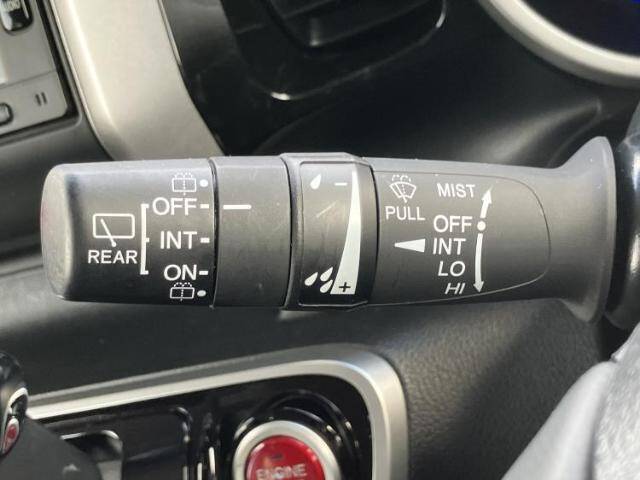 OFF
INT
ON
REAR
−
+
PULL
MIST
OFF
INT
LO
HI
ENGINE